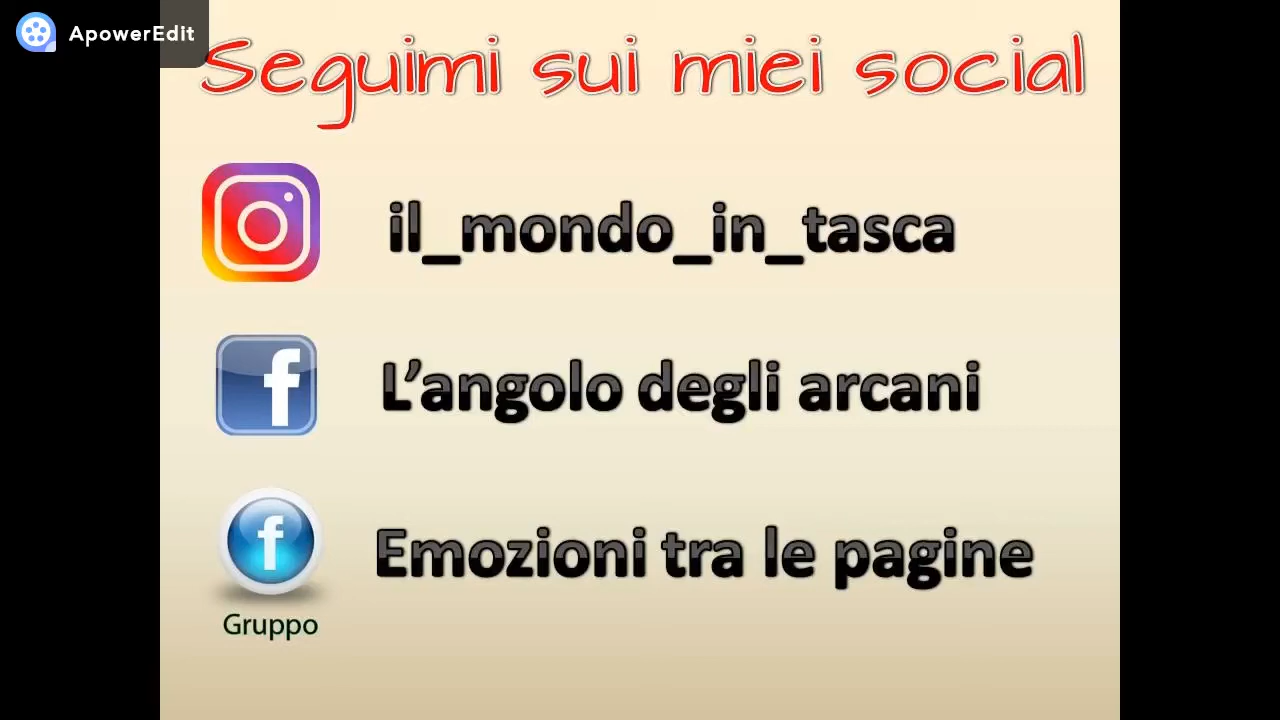 ApowerEdit
Seguimi sui miei social
il_mondo_in_tasca
f
L’angolo degli arcani
f
Emozioni tra le pagine
Gruppo